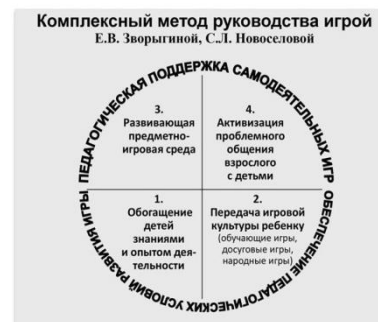 Комплексный метод руководства игрой
Е.В. Зворыгиной, С.Л. Новоселовой
ПЕДАГОГИЧЕСКАЯ ПОДДЕРЖКА САМОДЕЯТЕЛЬНЫХ ИГР
3.
Развивающая
предметно-
игровая среда
4.
Активизация
проблемного
общения
взрослого
с детьми
1.
Обогащение
детей
знаниями
и опытом дея-
тельности
2.
Передача игровой
культуры ребенку
(обучающие игры,
досуговые игры,
народные игры)
ОБЕСПЕЧЕНИЕ ПЕДАГОГИЧЕСКИХ УСЛОВИЙ РАЗВИТИЯ ИГРЫ